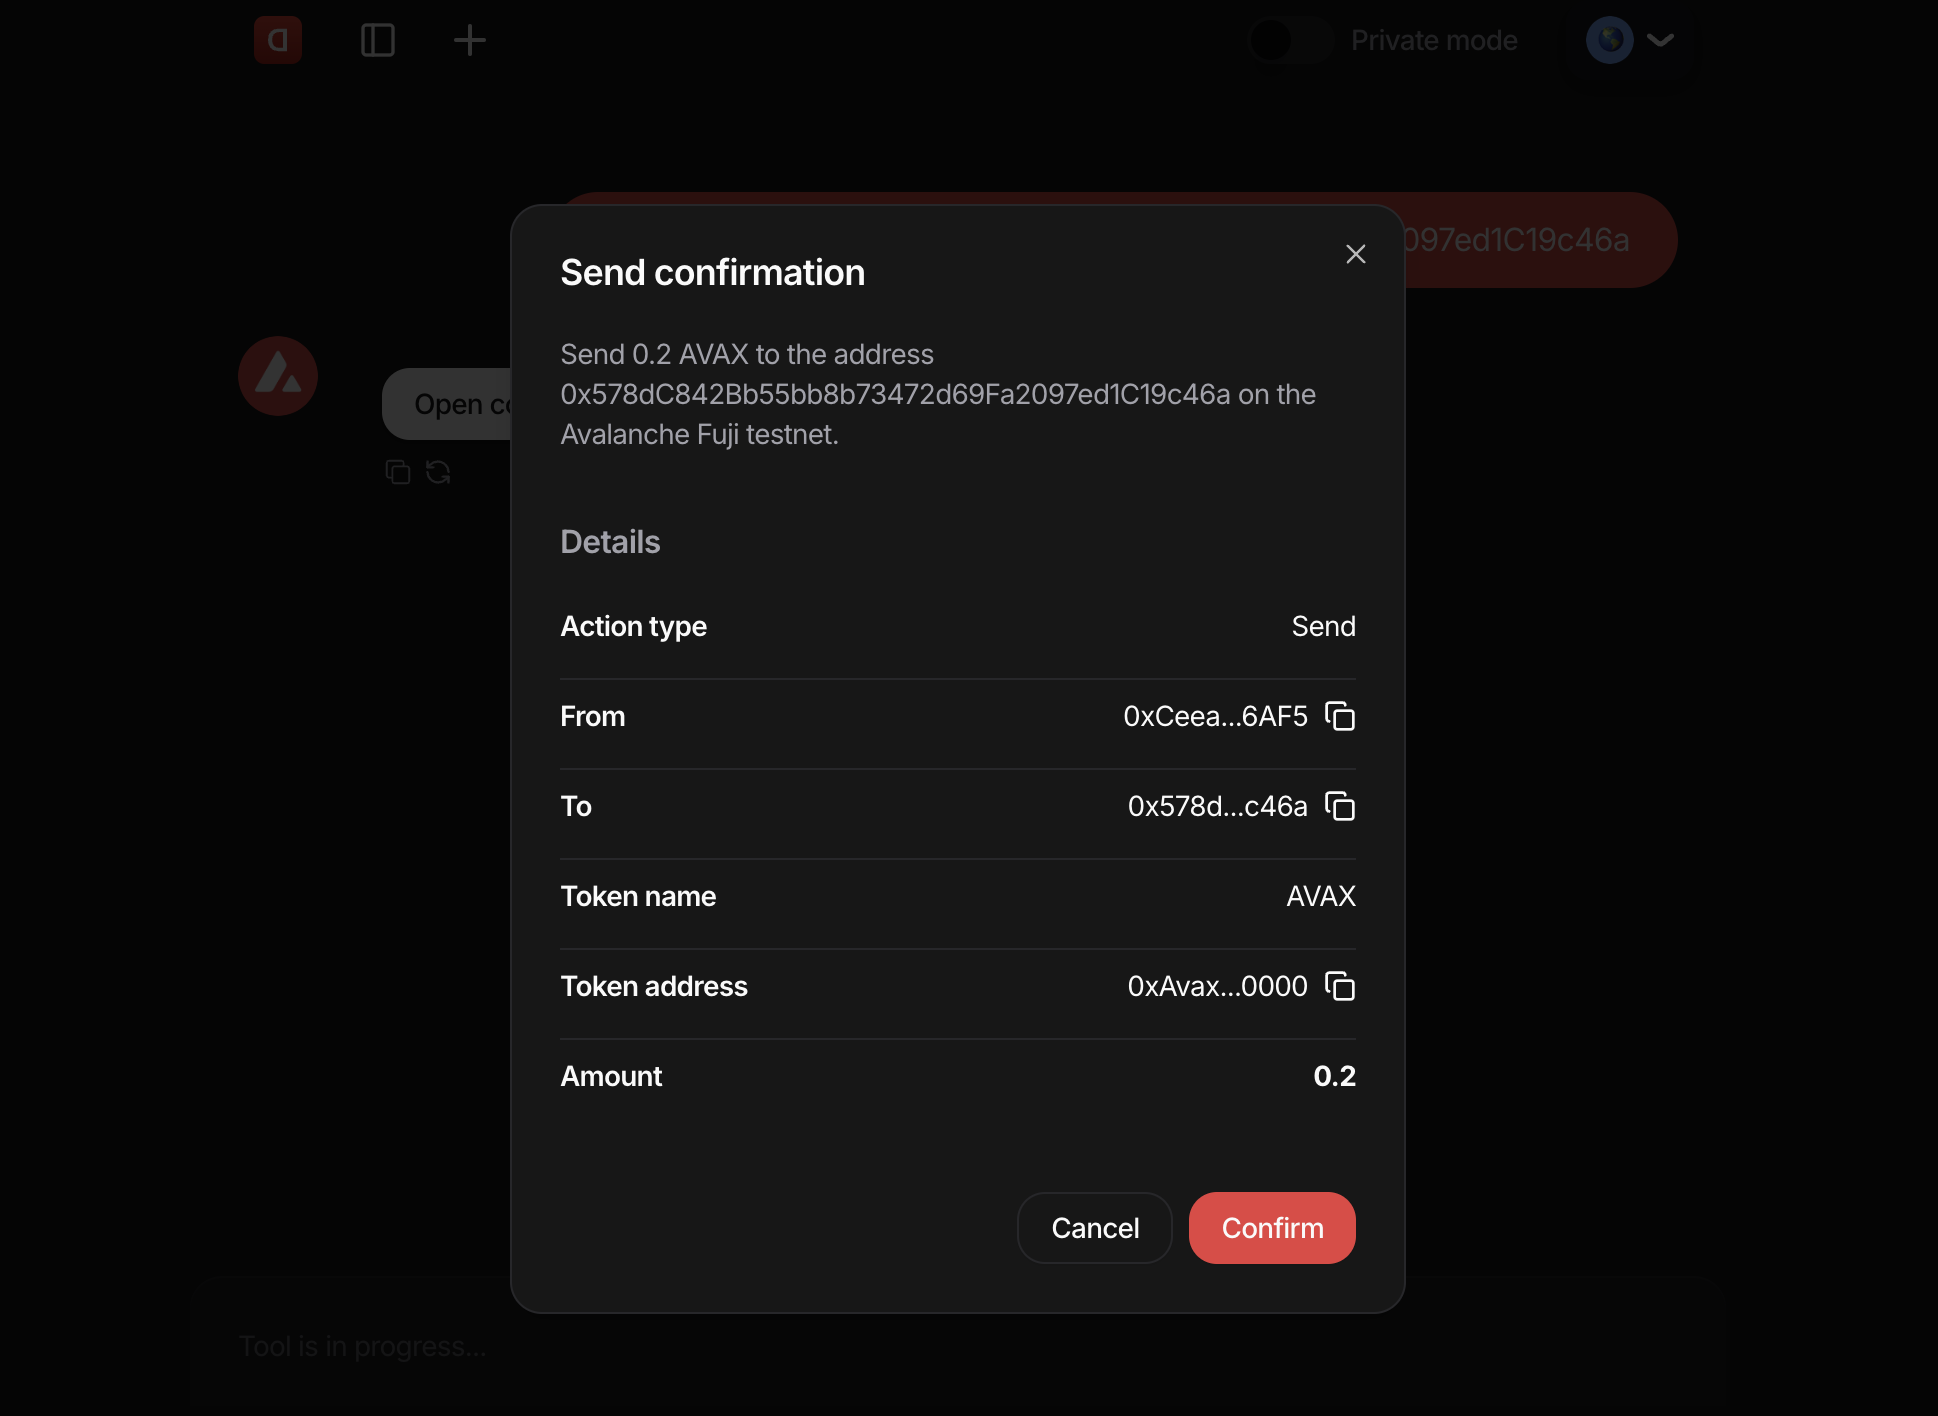 Private mode
097ed1C19c46a
Send confirmation
Send 0.2 AVAX to the address
0x578dC842Bb55bb8b73472d69Fa2097ed1C19c46a on the
Avalanche Fuji testnet.
Open co
Details
Action type Send
From 0xCeea...6AF5
To 0x578d...c46a
Token name AVAX
Token address 0xAvax...0000
Amount 0.2
Cancel Confirm
Tool is in progress...